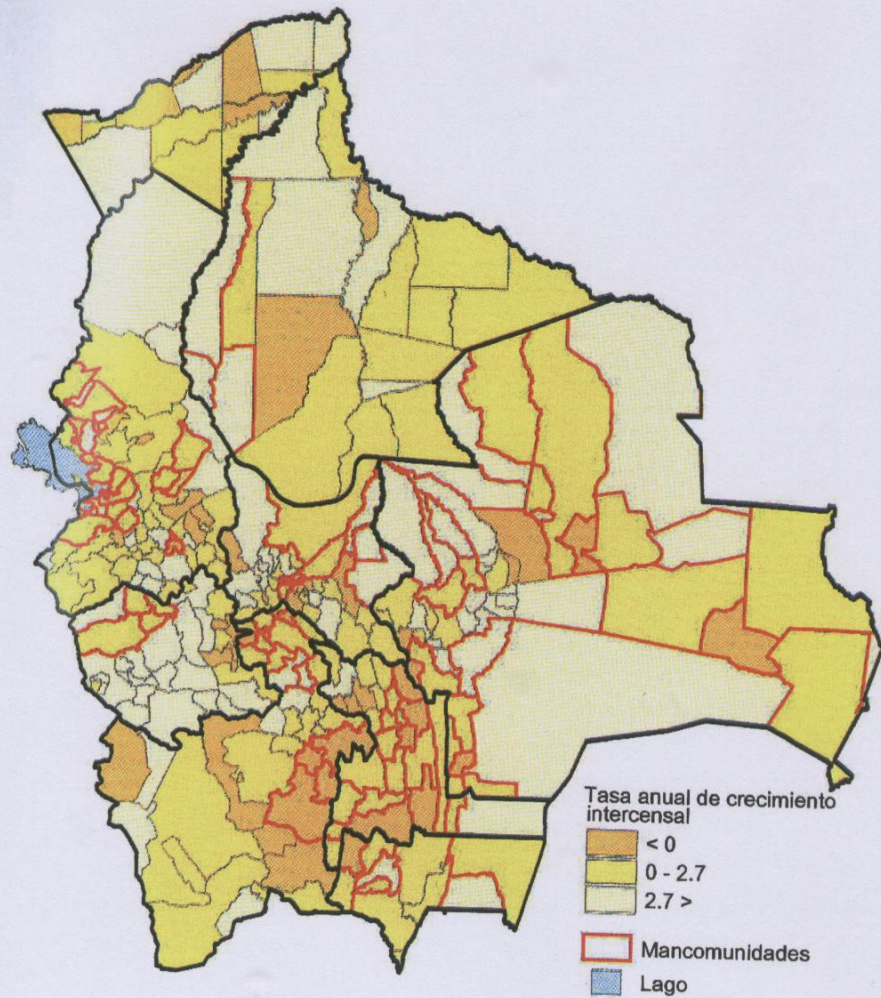 Tasa anual de crecimiento
intercensal
< 0
0 - 2.7
2.7 >
Mancomunidades
Lago